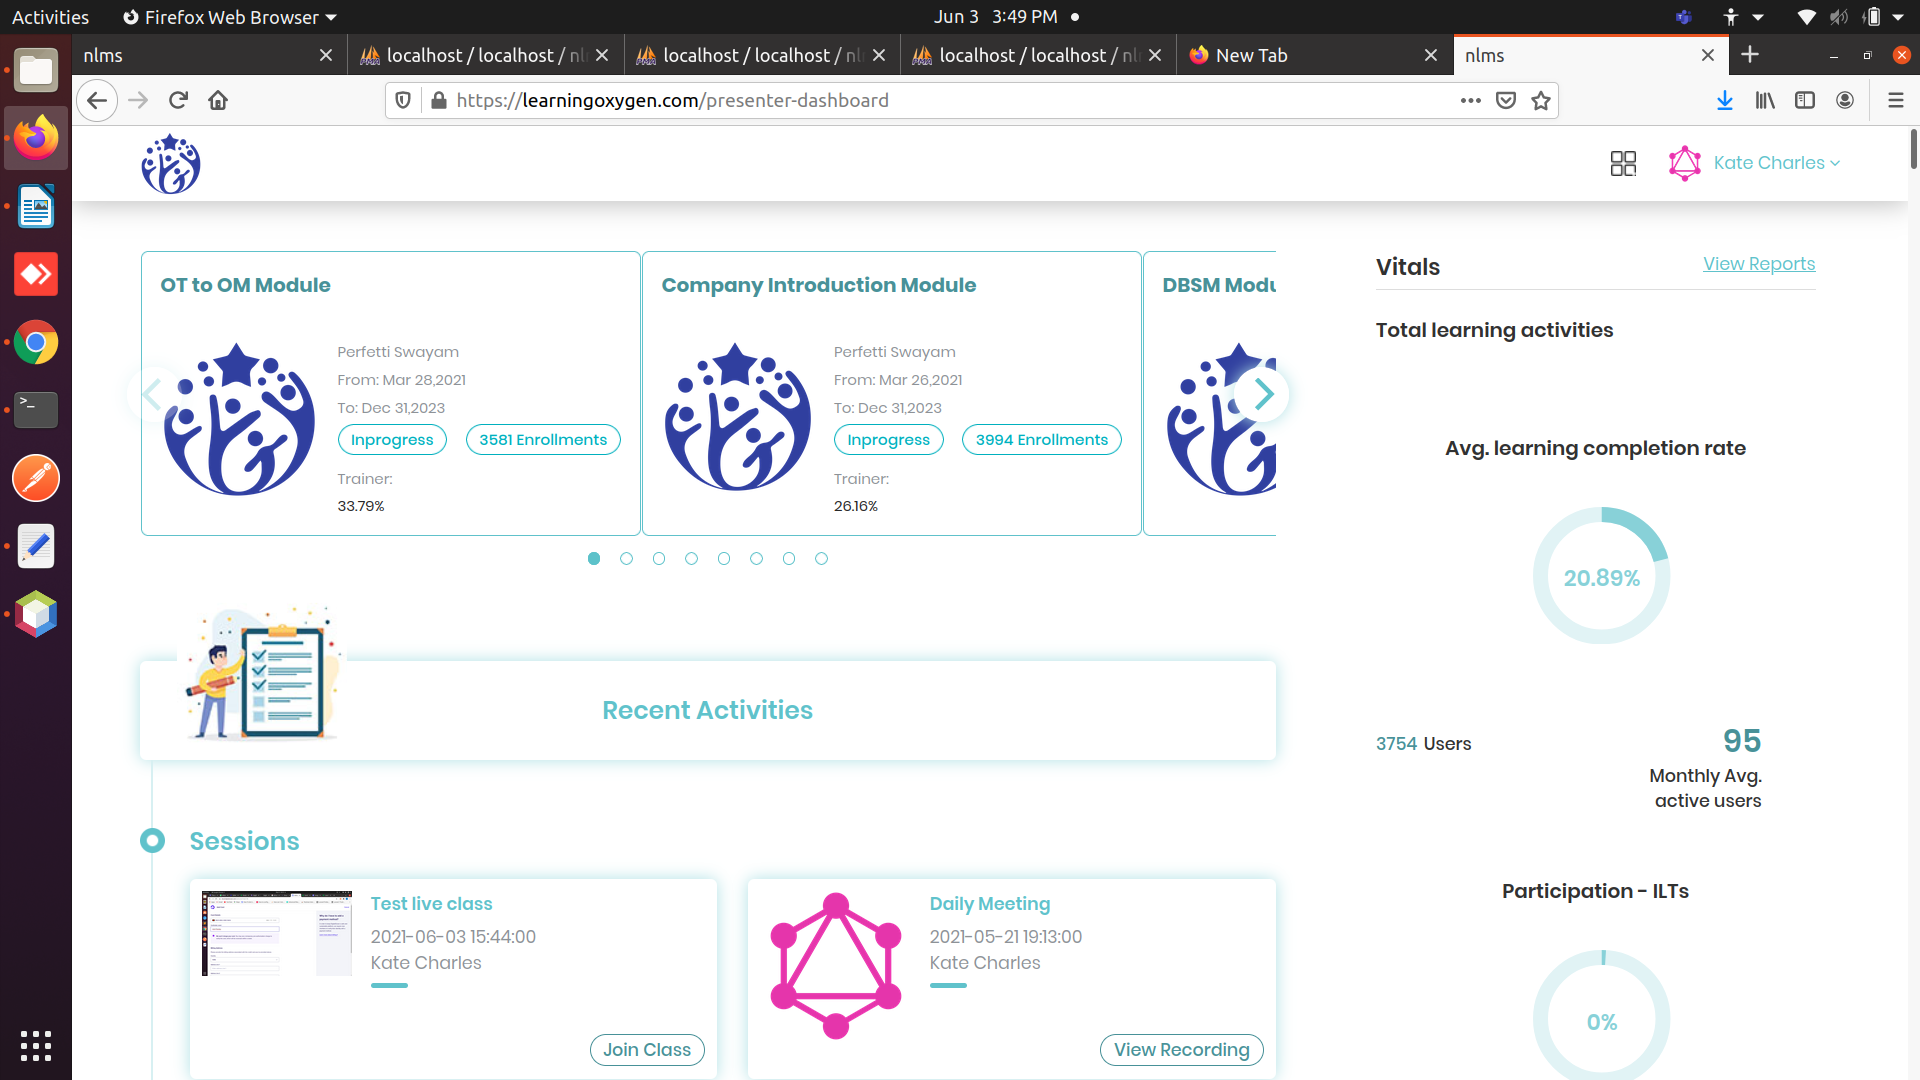 Activities
Firefox Web Browser
Jun 3 3:49 PM
nlms
localhost / localhost / nl
localhost / localhost / nl
localhost / localhost / nl
New Tab
nlms
https://learningoxygen.com/presenter-dashboard
Kate Charles
OT to OM Module
Perfetti Swayam
From: Mar 28,2021
To: Dec 31,2023
Inprogress
3581 Enrollments
Trainer:
33.79%
Company Introduction Module
Perfetti Swayam
From: Mar 26,2021
To: Dec 31,2023
Inprogress
3994 Enrollments
Trainer:
26.16%
DBSM Modu
Vitals
View Reports
Total learning activities
Avg. learning completion rate
20.89%
3754 Users
95
Monthly Avg.
active users
Participation - ILTs
0%
Recent Activities
Sessions
Test live class
2021-06-03 15:44:00
Kate Charles
Join Class
Daily Meeting
2021-05-21 19:13:00
Kate Charles
View Recording